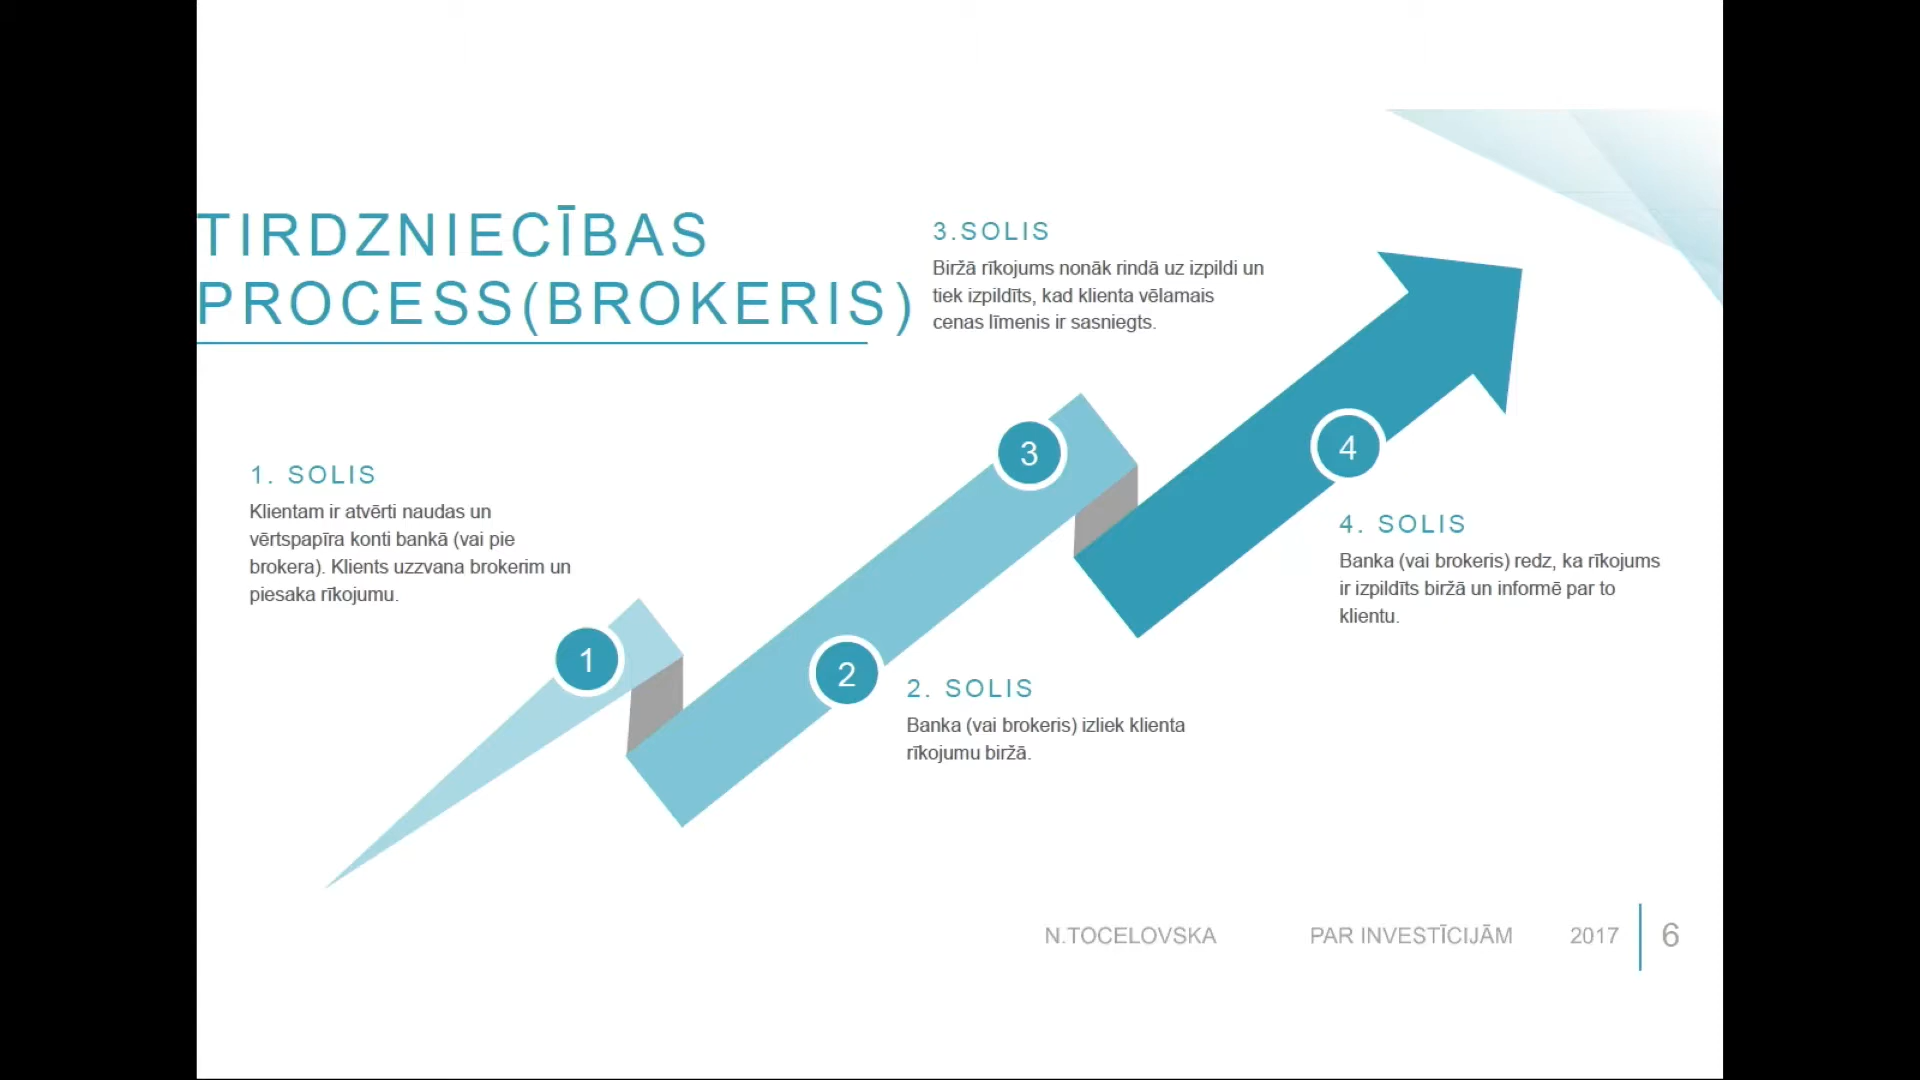 TIRDZNIECĪBAS
PROCESS(BROKERIS)
1. SOLIS
Klientam ir atvērti naudas un
vērtspapīra konti bankā (vai pie
brokera). Klients uzzvana brokerim un
piesaka rīkojumu.
1
2
2. SOLIS
Banka (vai brokeris) izliek klienta
rīkojumu biržā.
3.SOLIS
Biržā rīkojums nonāk rindā uz izpildi un
tiek izpildīts, kad klienta vēlamais
cenas līmenis ir sasniegts.
3
4
4. SOLIS
Banka (vai brokeris) redz, ka rīkojums
ir izpildīts biržā un informē par to
klientu.
N.TOCELOVSKA PAR INVESTĪCIJĀM 2017 6